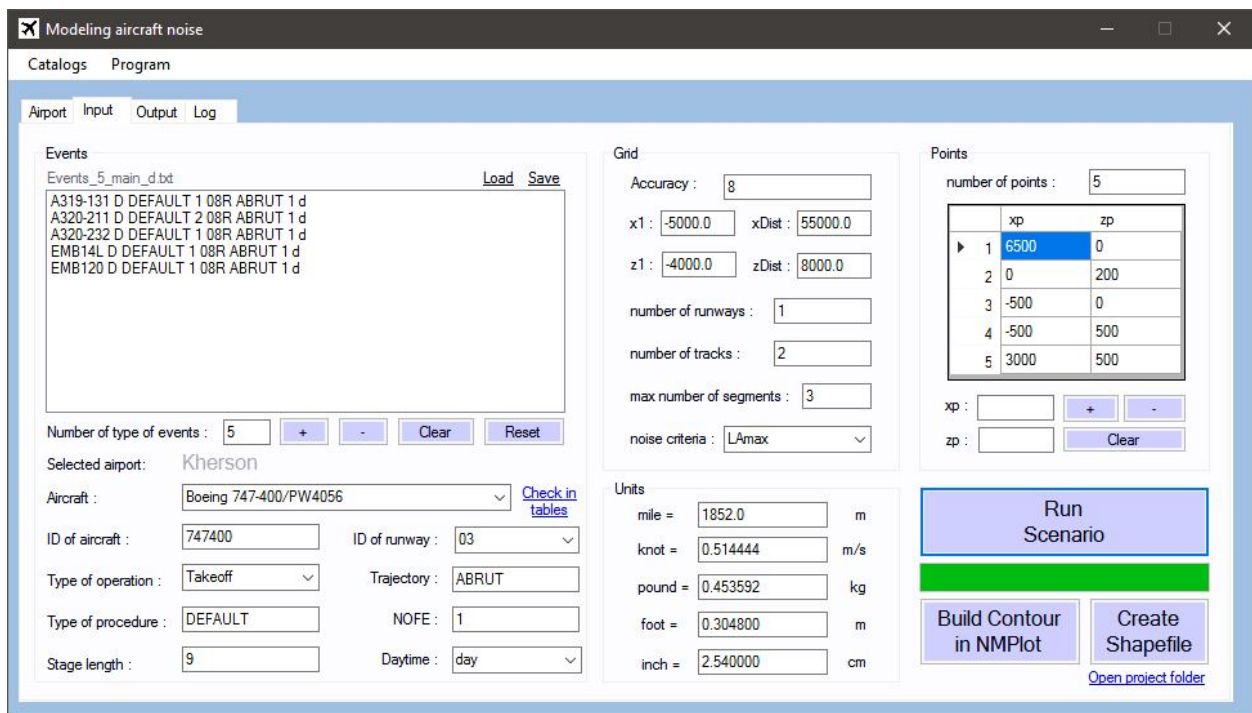 Modeling aircraft noise
Catalogs Program
Airport Input Output Log
Events
Events_5_main_d.txt Load Save
A319-131 D DEFAULT 1 08R ABRUT 1 d
A320-211 D DEFAULT 2 08R ABRUT 1 d
A320-232 D DEFAULT 1 08R ABRUT 1 d
EMB14L D DEFAULT 1 08R ABRUT 1 d
EMB120 D DEFAULT 1 08R ABRUT 1 d
Number of type of events : 5 + - Clear Reset
Selected airport: Kherson
Aircraft : Boeing 747-400/PW4056 Check in
tables
ID of aircraft : 747400 ID of runway : 03
Type of operation : Takeoff Trajectory : ABRUT
Type of procedure : DEFAULT NOFE : 1
Stage length : 9 Daytime : day
Grid
Accuracy : 8
x1 : -5000.0 xDist : 55000.0
z1 : -4000.0 zDist : 8000.0
number of runways : 1
number of tracks : 2
max number of segments : 3
noise criteria : LAmax
Units
mile = 1852.0 m
knot = 0.514444 m/s
pound = 0.453592 kg
foot = 0.304800 m
inch = 2.540000 cm
Points
number of points : 5
xp zp
1 6500 0
2 0 200
3 -500 0
4 -500 500
5 3000 500
xp : + -
zp : Clear
Run
Scenario
Build Contour
in NMPlot
Create
Shapefile
Open project folder